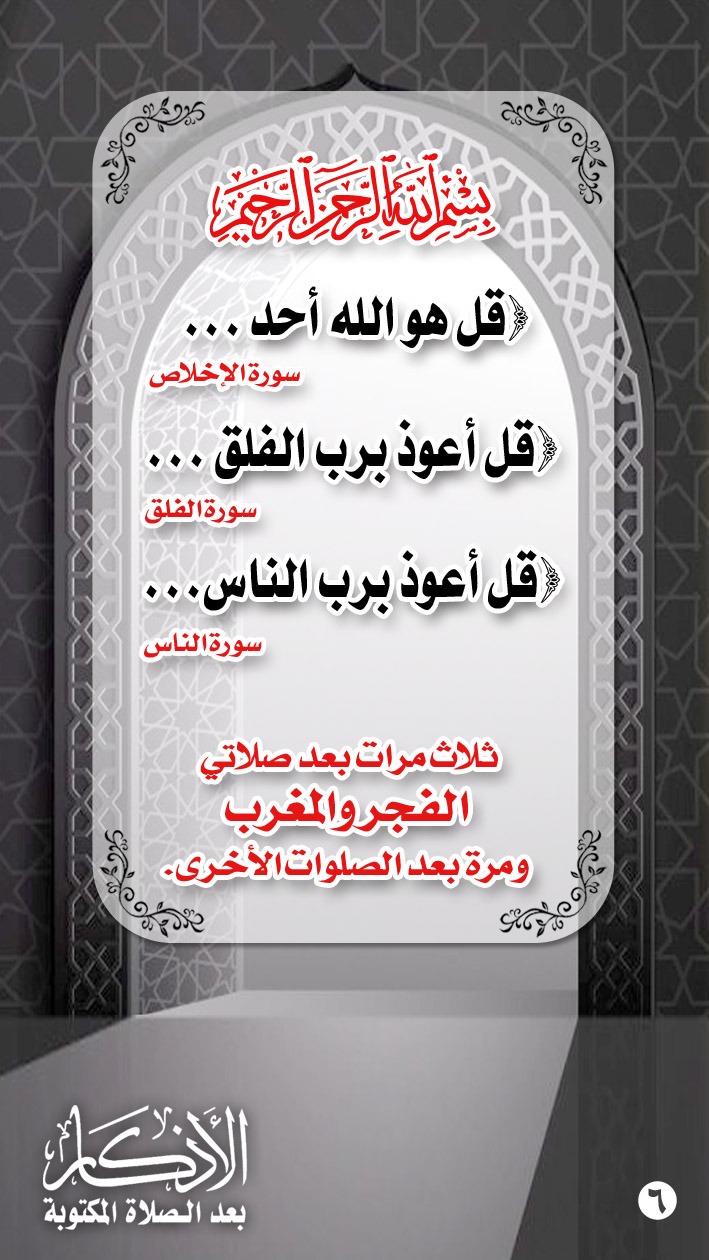 بسم الله الرحمن الرحيم
﴿قل هو الله أحد ...
سورة الإخلاص
﴿قل أعوذ برب الفلق ...
سورة الفلق
﴿قل أعوذ برب الناس...
سورة الناس
ثلاث مرات بعد صلاتي
الفجر والمغرب
ومرة بعد الصلوات الأخرى.
الأذكار
بعد الصلاة المكتوبة
٦